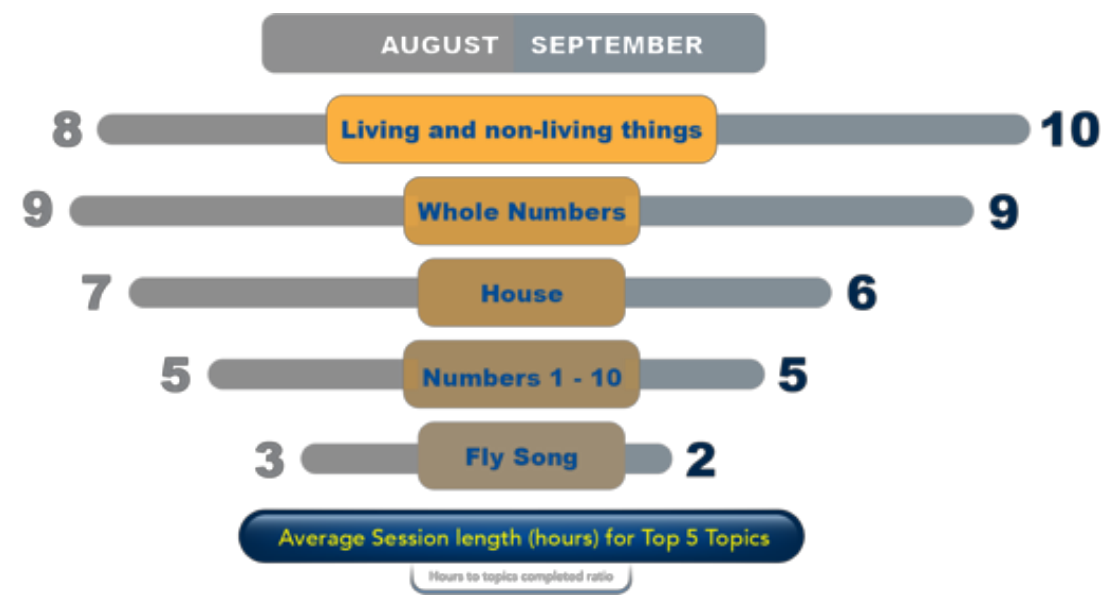 AUGUST SEPTEMBER
8 Living and non-living things 10
9 Whole Numbers 9
7 House 6
5 Numbers 1 - 10 5
3 Fly Song 2
Average Session length (hours) for Top 5 Topics
Hours to topics completed ratio